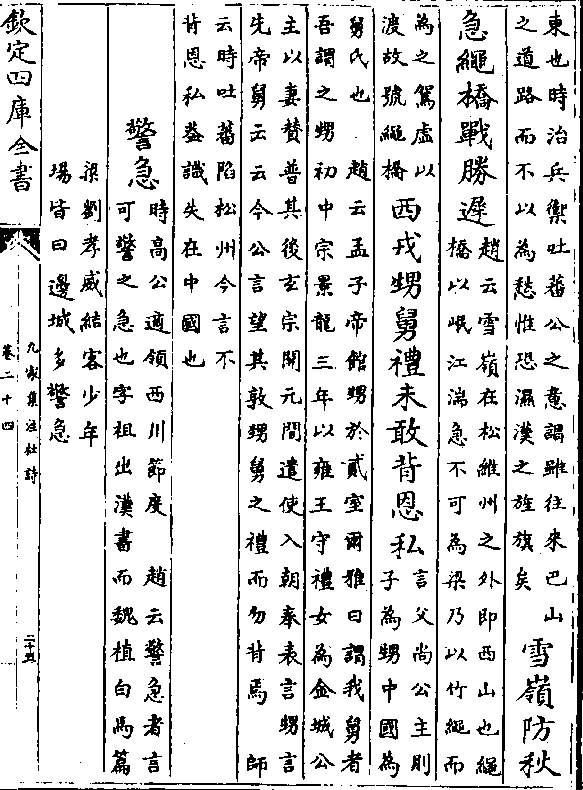 東也時治兵禦吐蕃公之意謂雖往來巴山
之道路而不以為愁惟恐濕漢之旌旗矣
雪嶺防秋
急繩橋戰勝遲
趙云雪嶺在松維州之外即西山也繩
橋以岷江湍急不可為梁乃以竹繩而
為之駕虛以
渡故號繩橋
西戎甥舅禮未敢背恩私
言父尚公主則
子為甥中國為
舅氏也 趙云孟子帝館甥於貳室爾雅曰謂我舅者
吾謂之甥初中宗景龍三年以雍王守禮女為金城公
主以妻贊普其後玄宗開元間遣使入朝奉表言甥言
先帝舅云云今公言望其敦甥舅之禮而勿背焉 師
云時吐蕃陷松州今言不
背恩私蓋譏失在中國也
警急
時高公適領西川節度 趙云警急者言
可警之急也字祖出漢書而魏植白馬篇
梁劉孝威結客少年
場皆曰邊城多警急
欽定四庫全書
九家集注杜詩
卷二十四
二十五